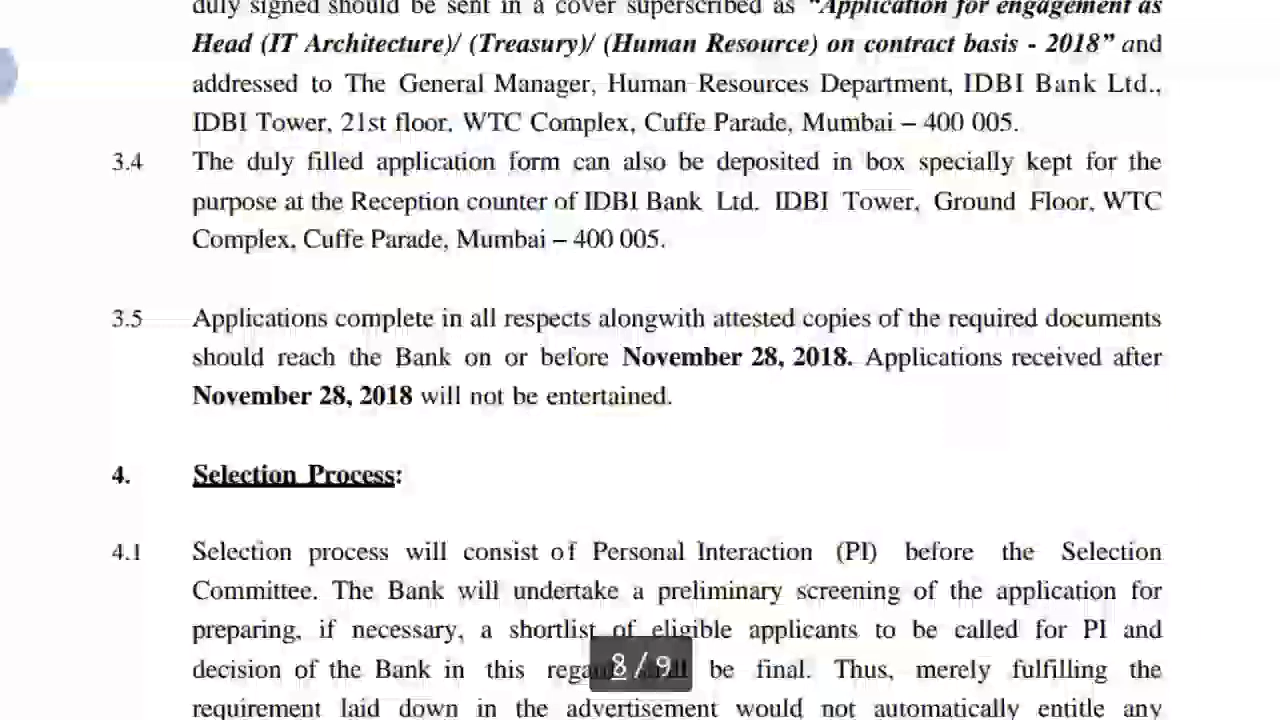 duly signed should be sent in a cover superscribed as "Application for engagement as
Head (IT Architecture)/ (Treasury)/ (Human Resource) on contract basis - 2018" and
addressed to The General Manager, Human Resources Department, IDBI Bank Ltd.,
IDBI Tower, 21st floor, WTC Complex, Cuffe Parade, Mumbai – 400 005.
3.4 The duly filled application form can also be deposited in box specially kept for the
purpose at the Reception counter of IDBI Bank Ltd. IDBI Tower, Ground Floor, WTC
Complex, Cuffe Parade, Mumbai – 400 005.
3.5 Applications complete in all respects alongwith attested copies of the required documents
should reach the Bank on or before November 28, 2018. Applications received after
November 28, 2018 will not be entertained.
4. Selection Process:
4.1 Selection process will consist of Personal Interaction (PI) before the Selection
Committee. The Bank will undertake a preliminary screening of the application for
preparing, if necessary, a shortlist of eligible applicants to be called for PI and
decision of the Bank in this be final. Thus, merely fulfilling the
8 / 9
requirement laid down in the advertisement would not automatically entitle any